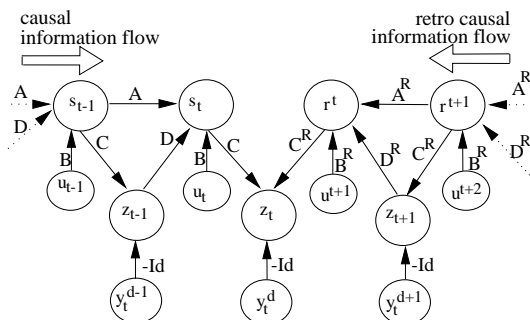 causal
information flow
retro causal
information flow
A
s_{t-1}
A
s_t
r^t
A^R
r^{t+1}
A^R
D
B
C
D
B
C
C^R
B^R
D^R
C^R
B^R
D^R
u_{t-1}
z_{t-1}
u_t
z_t
u^{t+1}
z_{t+1}
u^{t+2}
-Id
-Id
-Id
y_t^{d-1}
y_t^d
y_t^{d+1}